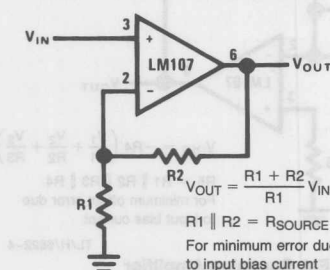 3
V_IN
+
LM107
6
V_OUT
2
−
R2
R1
V_OUT = (R1 + R2) / R1 V_IN
R1 ∥ R2 = R_SOURCE
For minimum error due
to input bias current